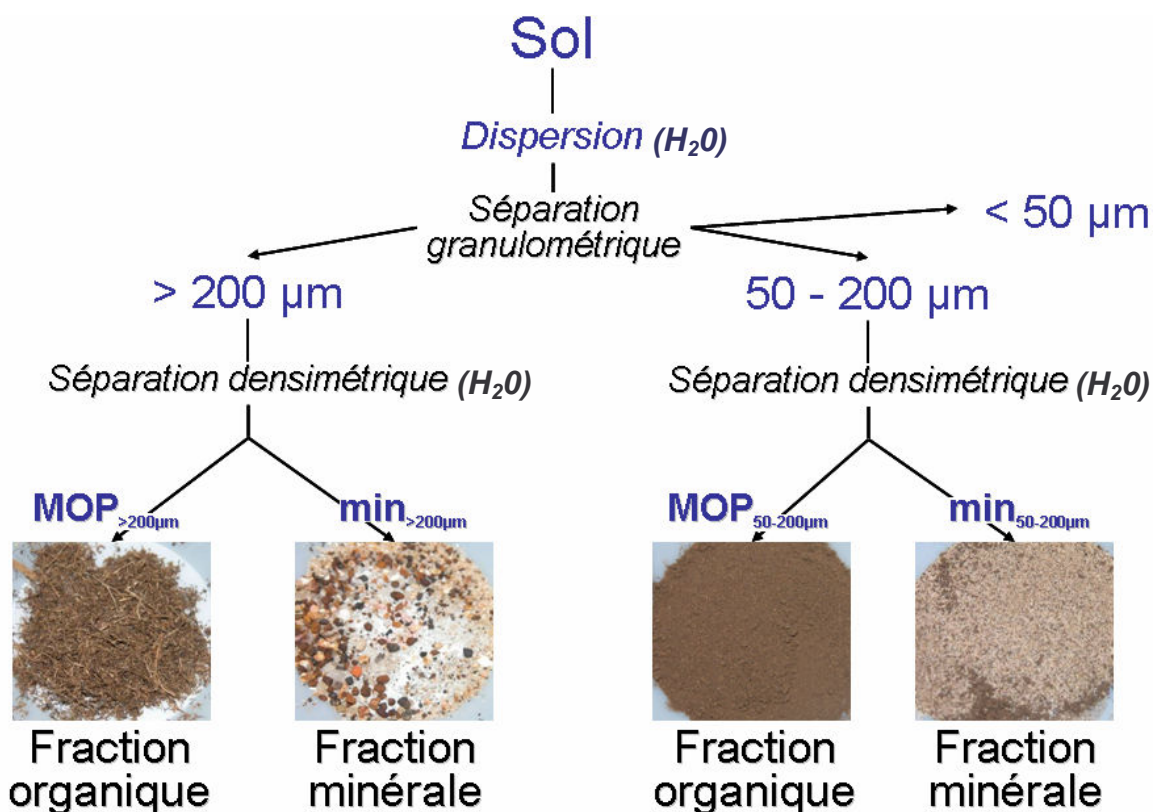 Sol
Dispersion (H₂0)
Séparation
granulométrique
< 50 µm
> 200 µm
50 - 200 µm
Séparation densimétrique (H₂0)
Séparation densimétrique (H₂0)
MOP>200µm
min>200µm
MOP50-200µm
min50-200µm
Fraction
organique
Fraction
minérale
Fraction
organique
Fraction
minérale